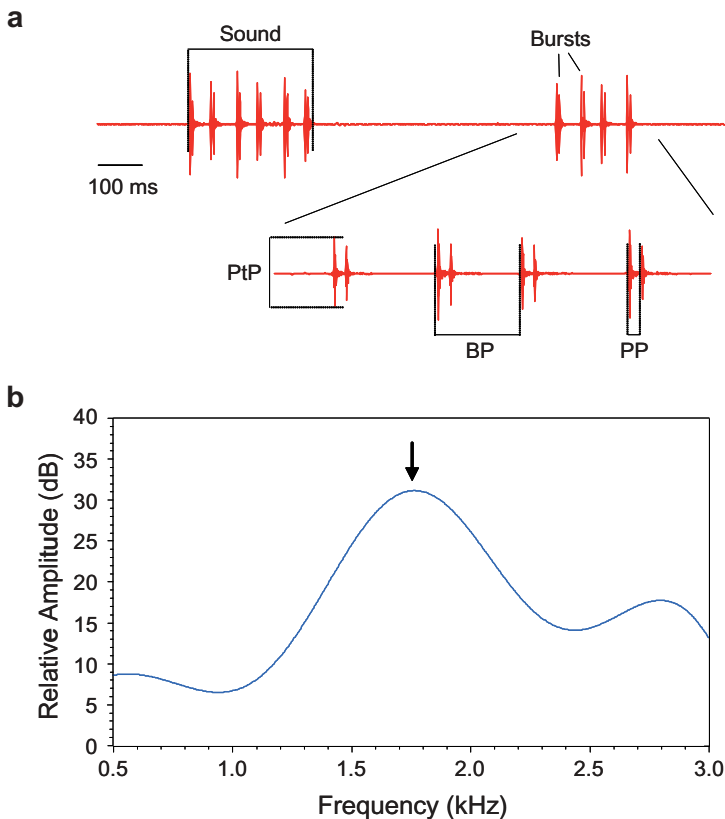 a
Sound
Bursts
100 ms
PtP
BP
PP
b
Relative Amplitude (dB)
40
35
30
25
20
15
10
5
0
0.5 1.0 1.5 2.0 2.5 3.0
Frequency (kHz)